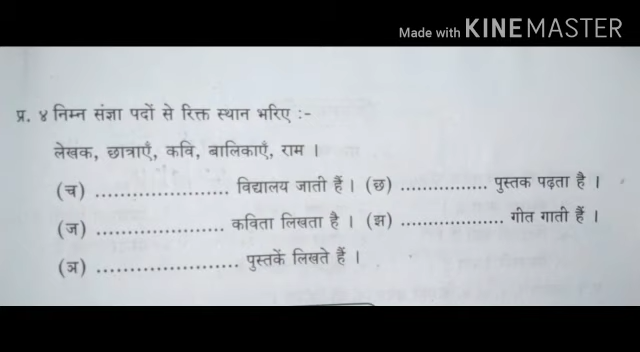 Made with KINEMASTER
प्र. ४ निम्न संज्ञा पदों से रिक्त स्थान भरिए :-
लेखक, छात्राएँ, कवि, बालिकाएँ, राम ।
(च) ........................ विद्यालय जाती हैं । (छ) ................ पुस्तक पढ़ता है ।
(ज) ....................... कविता लिखता है । (झ) ................... गीत गाती हैं ।
(ञ) .......................... पुस्तकें लिखते हैं ।